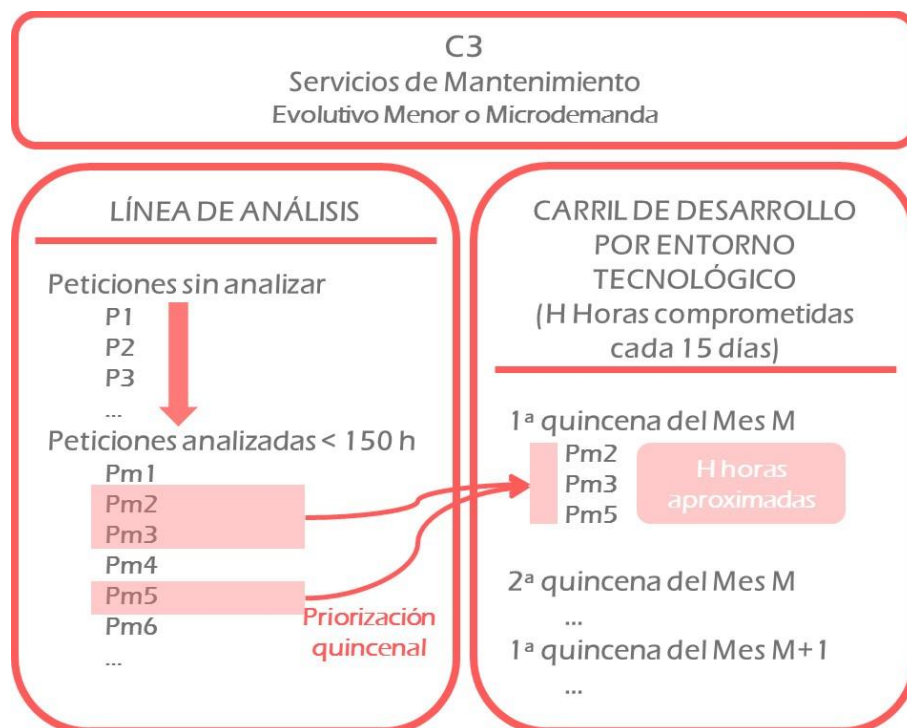 C3
Servicios de Mantenimiento
Evolutivo Menor o Microdemanda
LÍNEA DE ANÁLISIS
Peticiones sin analizar
P1
P2
P3
...
Peticiones analizadas < 150 h
Pm1
Pm2
Pm3
Pm4
Pm5
Pm6
...
Priorización
quincenal
CARRIL DE DESARROLLO
POR ENTORNO
TECNOLÓGICO
(H Horas comprometidas
cada 15 días)
1ª quincena del Mes M
Pm2
Pm3
Pm5
H horas
aproximadas
2ª quincena del Mes M
...
1ª quincena del Mes M+1
...